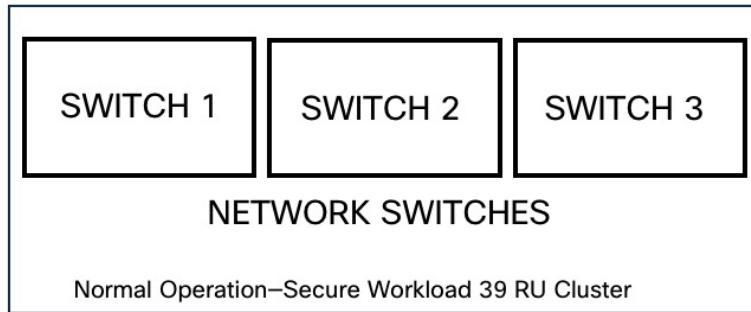 SWITCH 1 SWITCH 2 SWITCH 3
NETWORK SWITCHES
Normal Operation–Secure Workload 39 RU Cluster